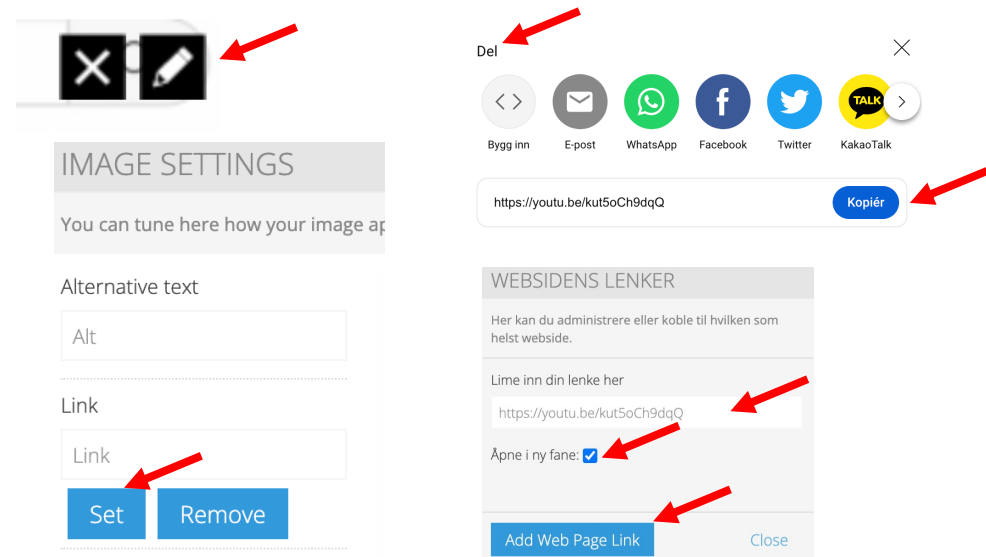 IMAGE SETTINGS
You can tune here how your image ap
Alternative text
Alt
Link
Link
Set Remove
Del
TALK
Bygg inn E-post WhatsApp Facebook Twitter KakaoTalk
https://youtu.be/kut5oCh9dqQ Kopiér
WEBSIDENS LENKER
Her kan du administrere eller koble til hvilken som
helst webside.
Lime inn din lenke her
https://youtu.be/kut5oCh9dqQ
Åpne i ny fane:
Add Web Page Link Close